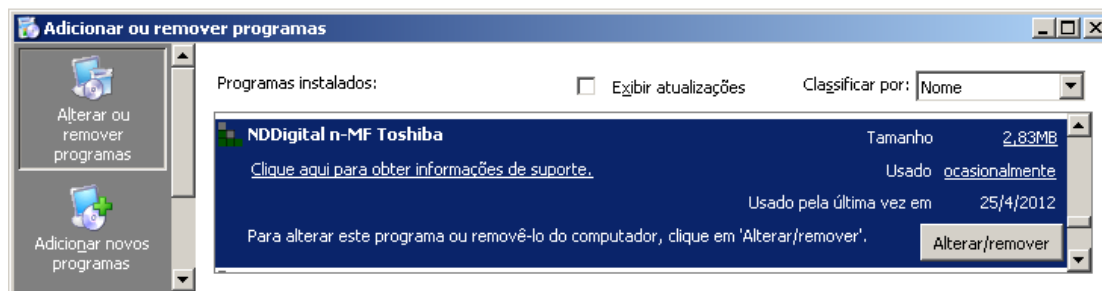 Adicionar ou remover programas
Alterar ou
remover
programas
Adicionar novos
programas
Programas instalados:
Exibir atualizações
Classificar por:
Nome
NDDigital n-MF Toshiba
Tamanho
2,83MB
Clique aqui para obter informações de suporte.
Usado
ocasionalmente
Usado pela última vez em
25/4/2012
Para alterar este programa ou removê-lo do computador, clique em 'Alterar/remover'.
Alterar/remover